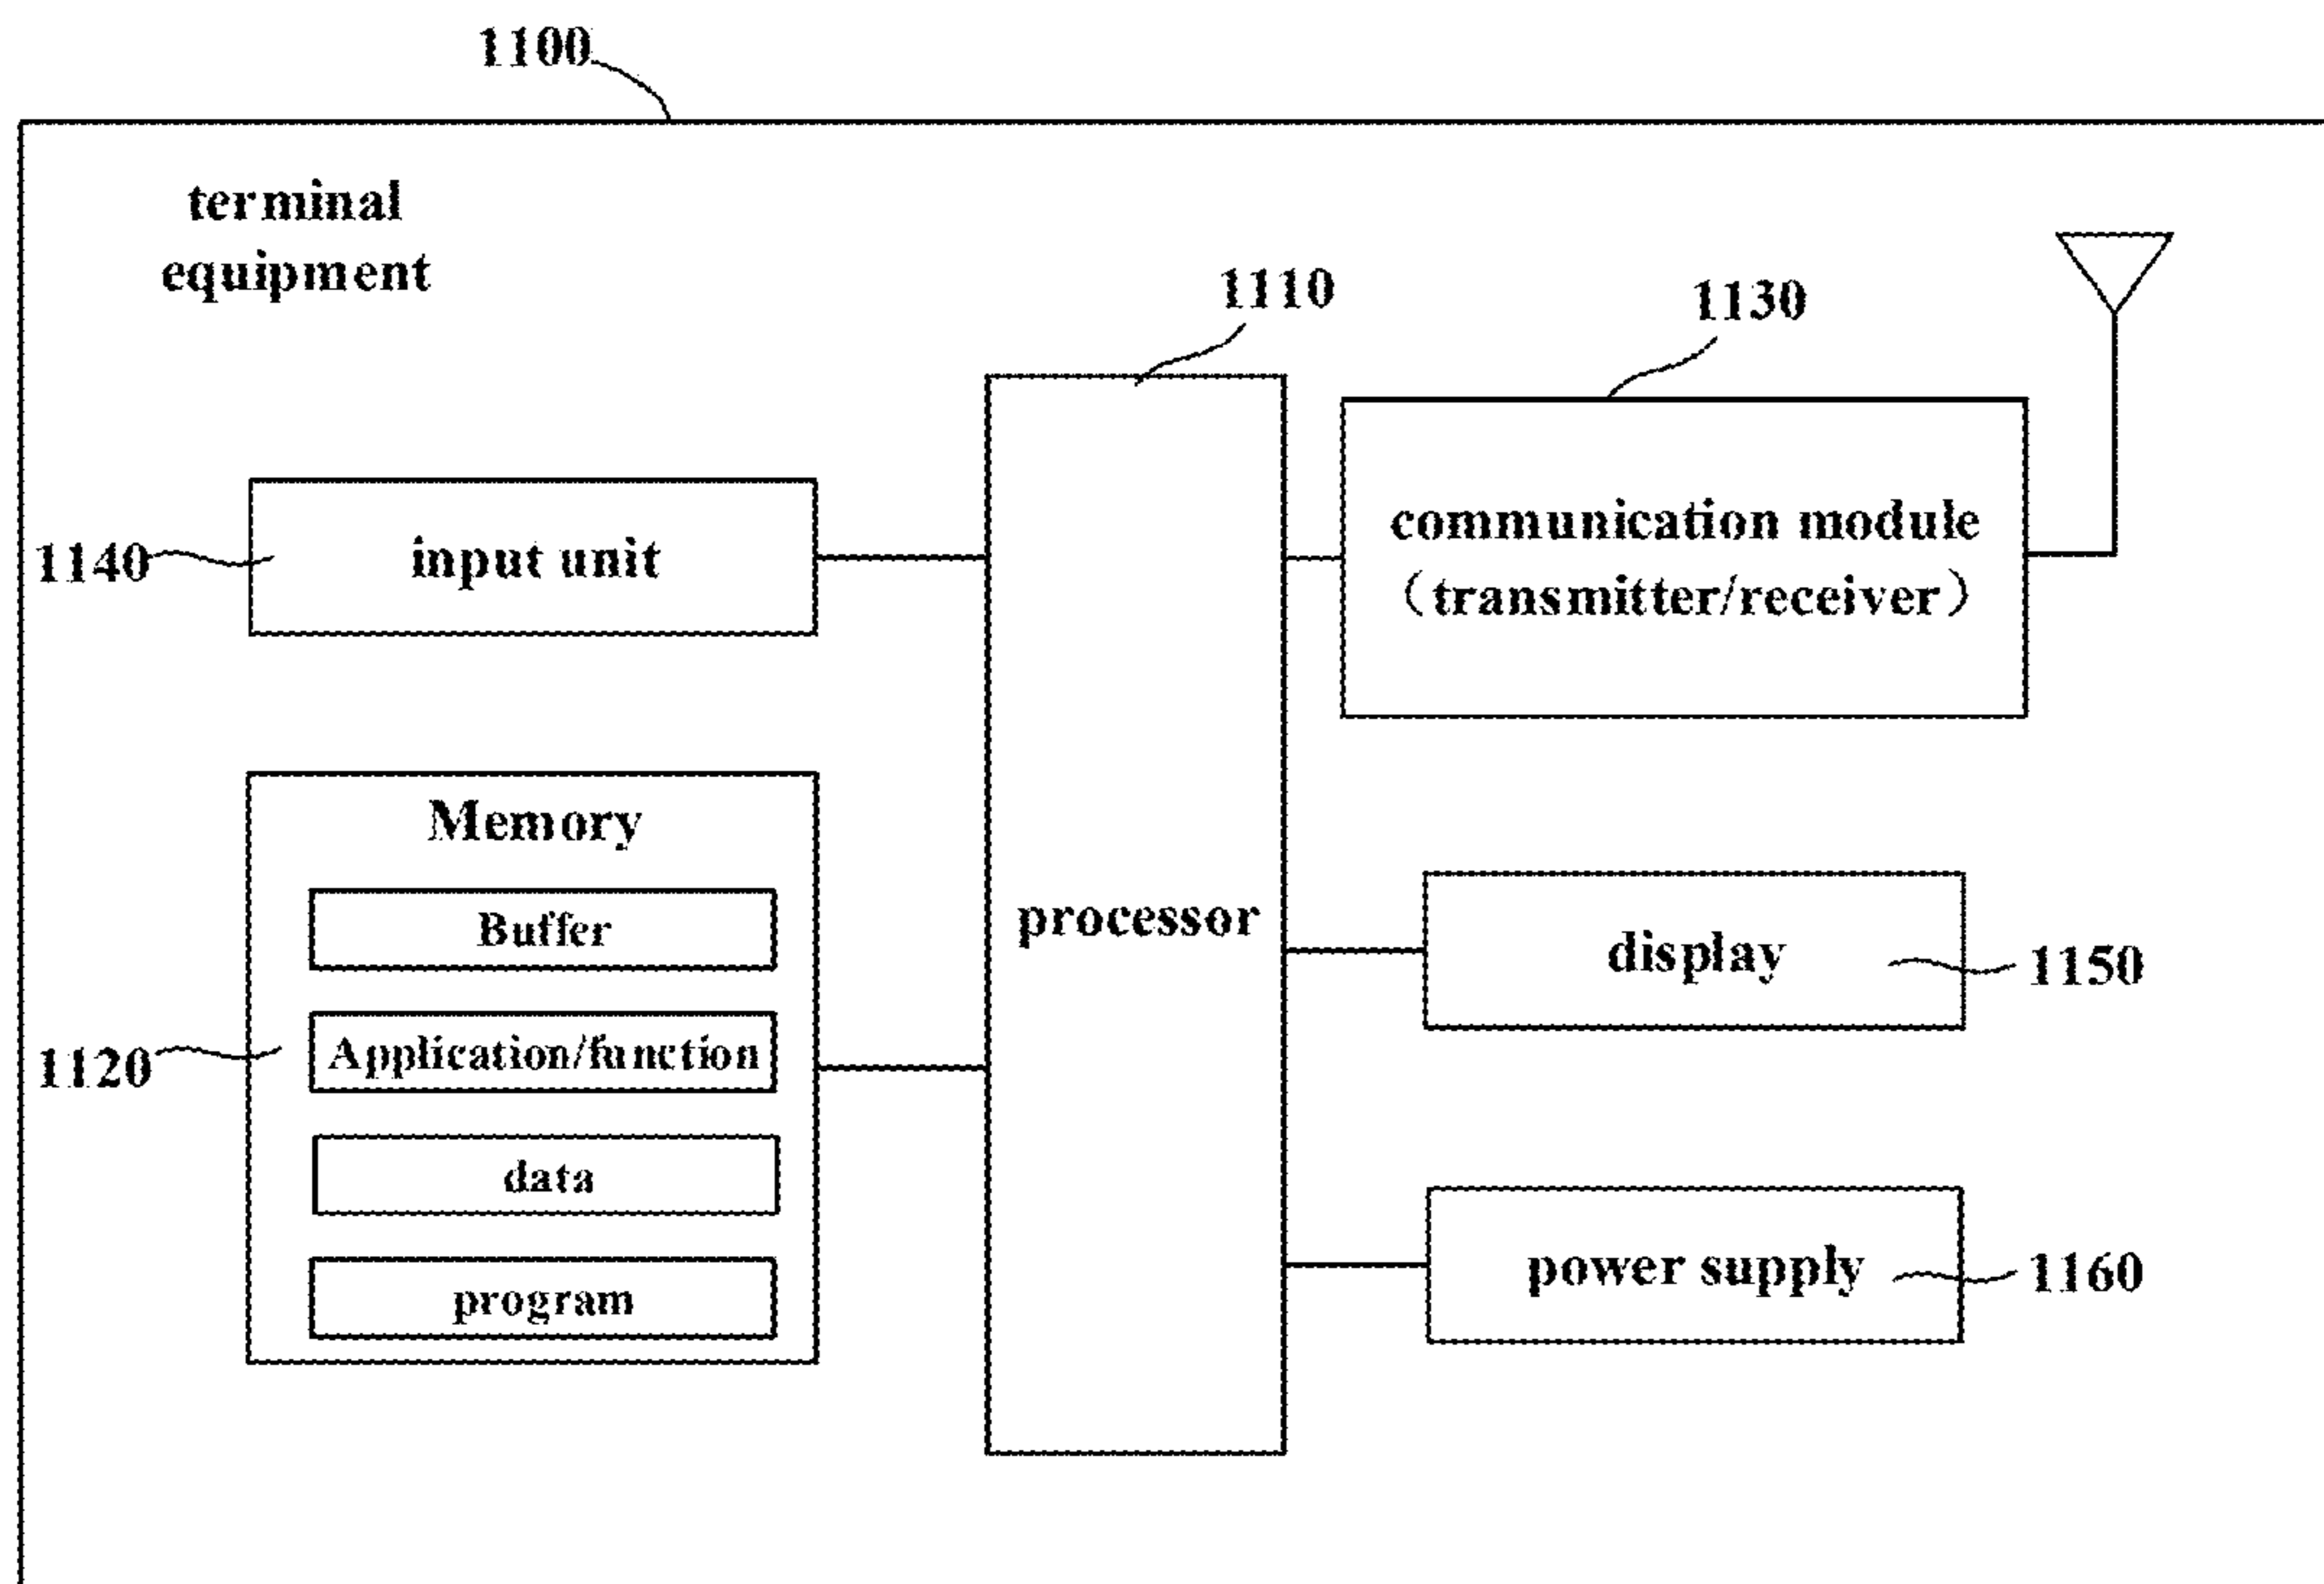 1100
terminal
equipment
1110
1130
1140
input unit
communication module
（transmitter/receiver）
Memory
Buffer
Application/function
data
program
1120
processor
display
1150
power supply
1160